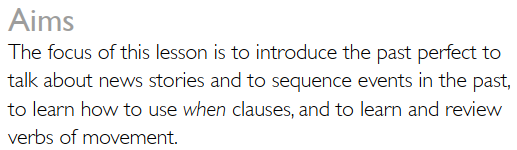 Aims
The focus of this lesson is to introduce the past perfect to
talk about news stories and to sequence events in the past,
to learn how to use when clauses, and to learn and review
verbs of movement.